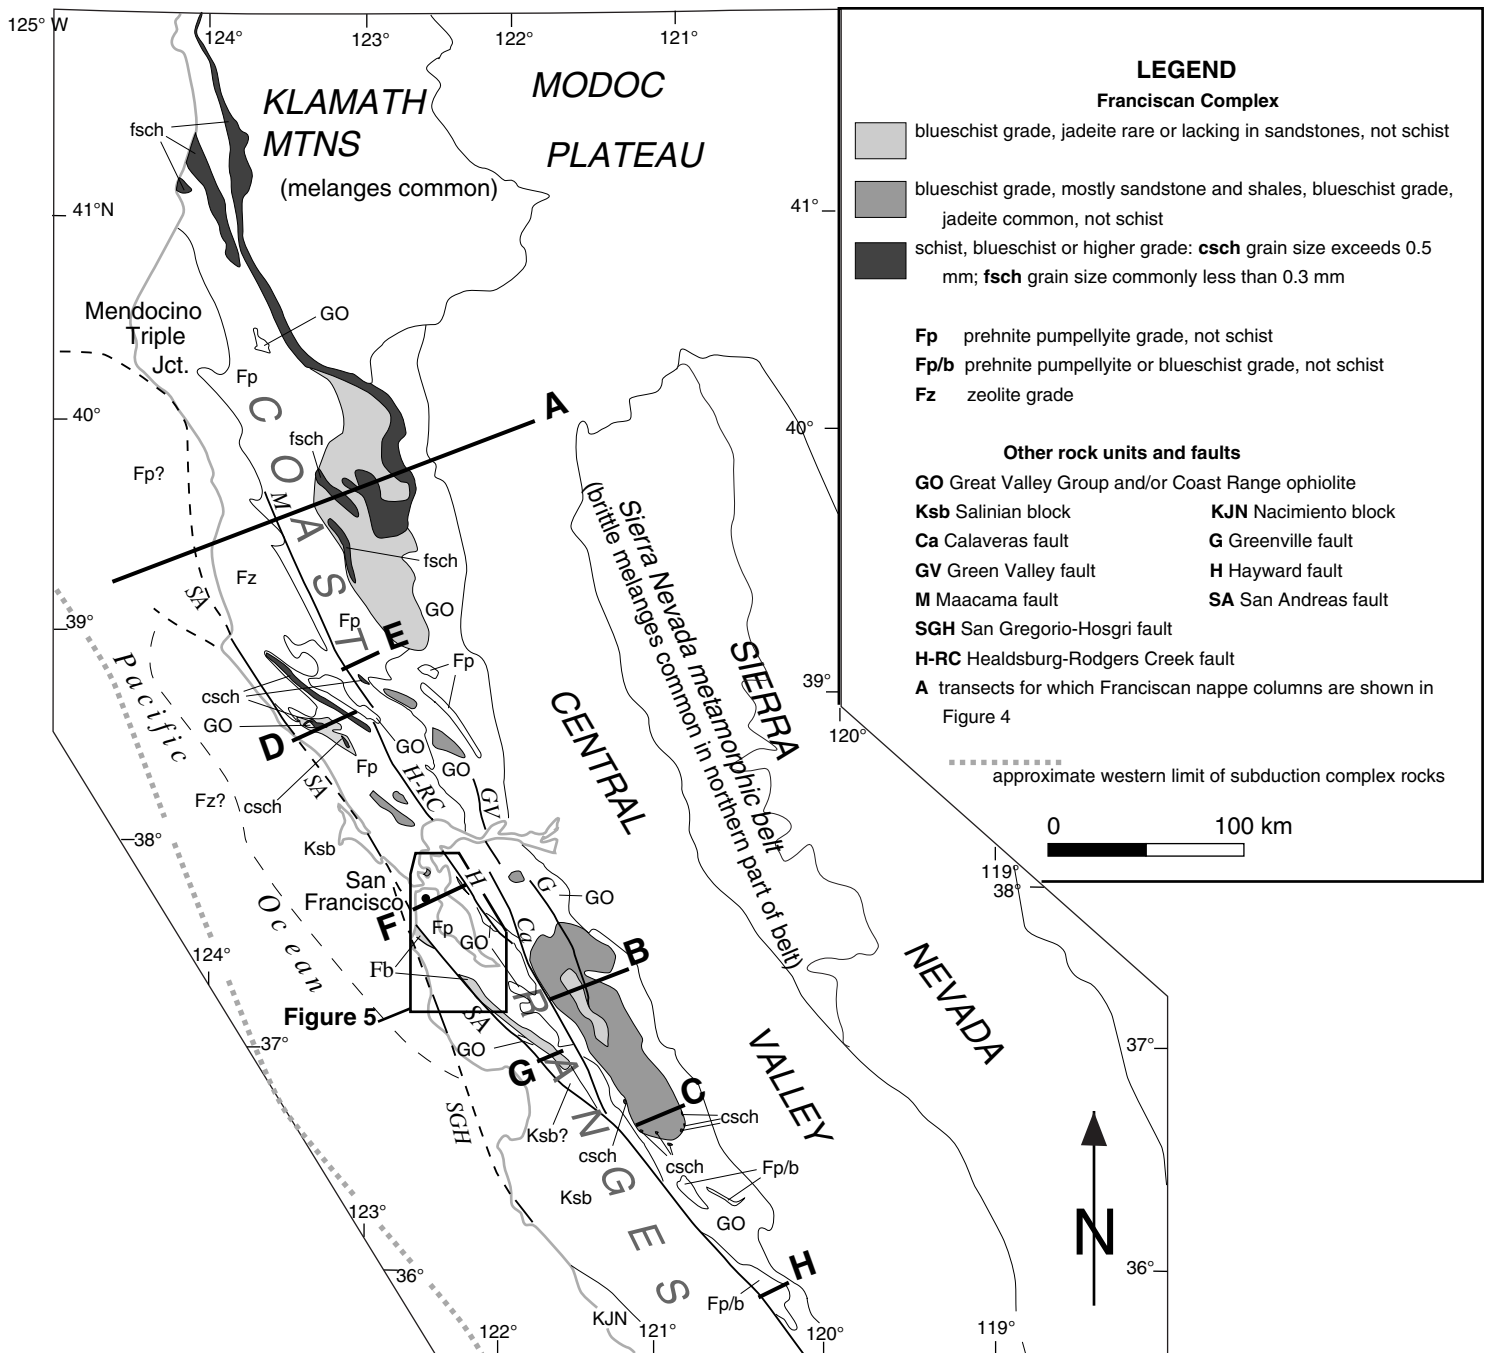 125° W
124°
123°
122°
121°
KLAMATH
MTNS
(melanges common)
MODOC
PLATEAU
fsch
41°N
41°
Mendocino
Triple
Jct.
GO
Fp
40°
40°
A
fsch
Fp?
M
fsch
Fz
SA
GO
39°
Fp
E
Fp
COAST
RANGES
Pacific
Ocean
csch
GO
D
GO
GO
Fp
H-RC
GV
SA
Fz?
csch
38°
Ksb
San
Francisco
H
G
GO
F
Fp
GO
Ca
B
Fb
124°
Figure 5
SA
37°
GO
G
C
csch
SGH
Ksb?
csch
csch
Fp/b
Ksb
GO
123°
36°
H
Fp/b
KJN
122°
121°
120°
119°
CENTRAL
VALLEY
Sierra Nevada metamorphic belt
(brittle melanges common in northern part of belt)
SIERRA
NEVADA
39°
120°
119°
38°
37°
36°
N
LEGEND
Franciscan Complex
blueschist grade, jadeite rare or lacking in sandstones, not schist
blueschist grade, mostly sandstone and shales, blueschist grade,
jadeite common, not schist
schist, blueschist or higher grade: csch grain size exceeds 0.5
mm; fsch grain size commonly less than 0.3 mm
Fp prehnite pumpellyite grade, not schist
Fp/b prehnite pumpellyite or blueschist grade, not schist
Fz zeolite grade
Other rock units and faults
GO Great Valley Group and/or Coast Range ophiolite
Ksb Salinian block
KJN Nacimiento block
Ca Calaveras fault
G Greenville fault
GV Green Valley fault
H Hayward fault
M Maacama fault
SA San Andreas fault
SGH San Gregorio-Hosgri fault
H-RC Healdsburg-Rodgers Creek fault
A transects for which Franciscan nappe columns are shown in
Figure 4
approximate western limit of subduction complex rocks
0 100 km